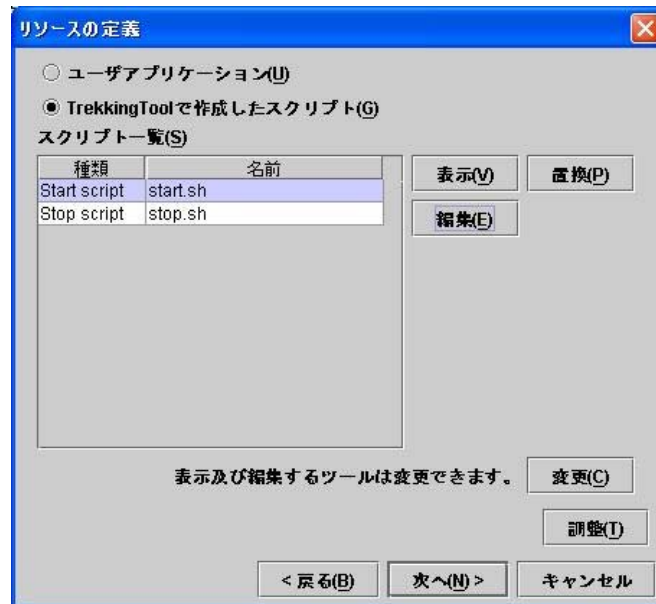 リソースの定義
ユーザアプリケーション(U)
TrekkingToolで作成したスクリプト(G)
スクリプト一覧(S)
種類 名前
Start script start.sh
Stop script stop.sh
表示(V) 置換(P)
編集(E)
表示及び編集するツールは変更できます。 変更(C)
調整(T)
< 戻る(B) 次へ(N) > キャンセル